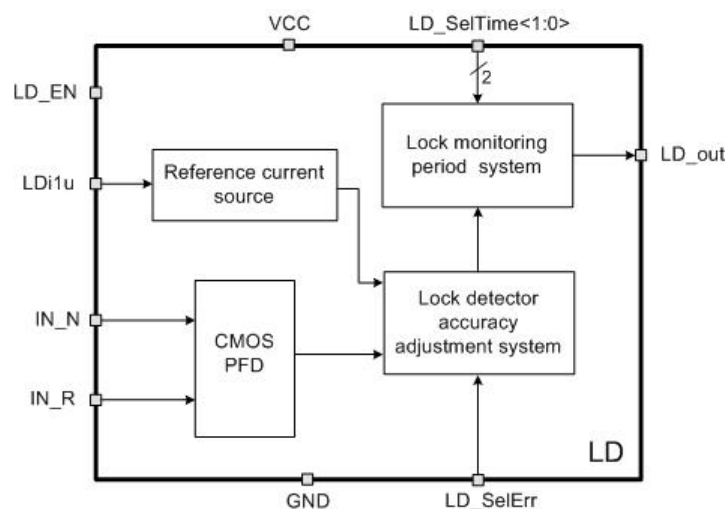 VCC
LD_SelTime<1:0>
LD_EN
2
Lock monitoring
period system
LD_out
LDi1u
Reference current
source
IN_N
CMOS
PFD
Lock detector
accuracy
adjustment system
IN_R
LD
GND
LD_SelErr